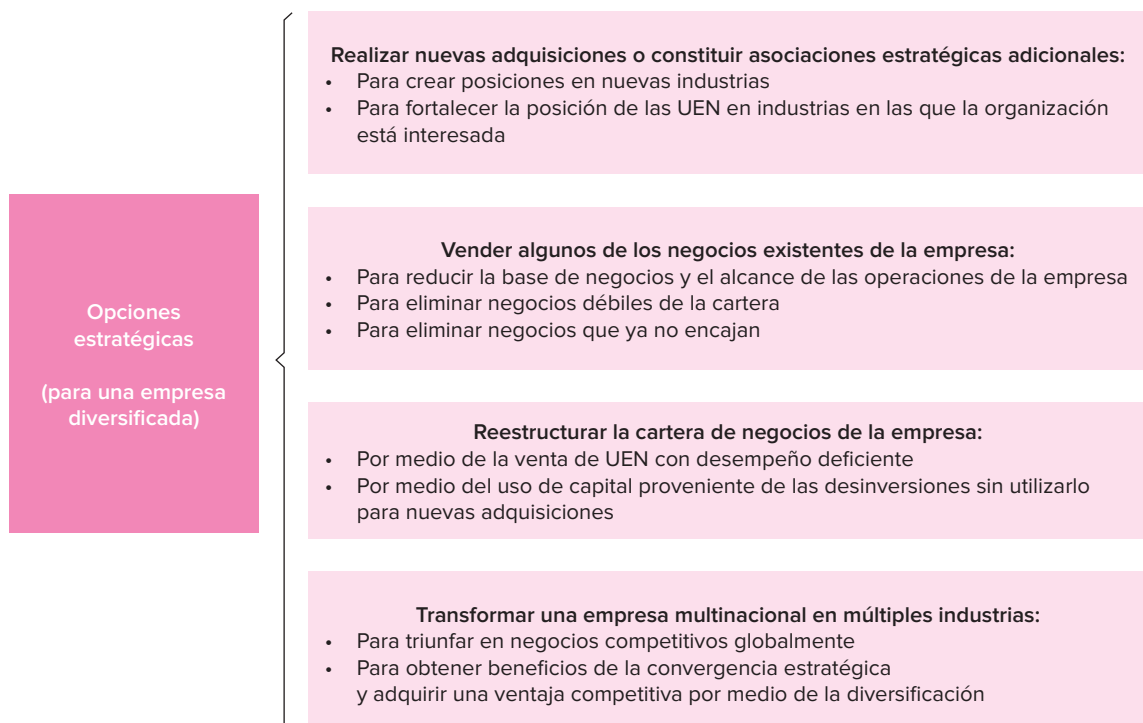 Opciones
estratégicas
(para una empresa
diversificada)
Realizar nuevas adquisiciones o constituir asociaciones estratégicas adicionales:
• Para crear posiciones en nuevas industrias
• Para fortalecer la posición de las UEN en industrias en las que la organización
está interesada
Vender algunos de los negocios existentes de la empresa:
• Para reducir la base de negocios y el alcance de las operaciones de la empresa
• Para eliminar negocios débiles de la cartera
• Para eliminar negocios que ya no encajan
Reestructurar la cartera de negocios de la empresa:
• Por medio de la venta de UEN con desempeño deficiente
• Por medio del uso de capital proveniente de las desinversiones sin utilizarlo
para nuevas adquisiciones
Transformar una empresa multinacional en múltiples industrias:
• Para triunfar en negocios competitivos globalmente
• Para obtener beneficios de la convergencia estratégica
y adquirir una ventaja competitiva por medio de la diversificación